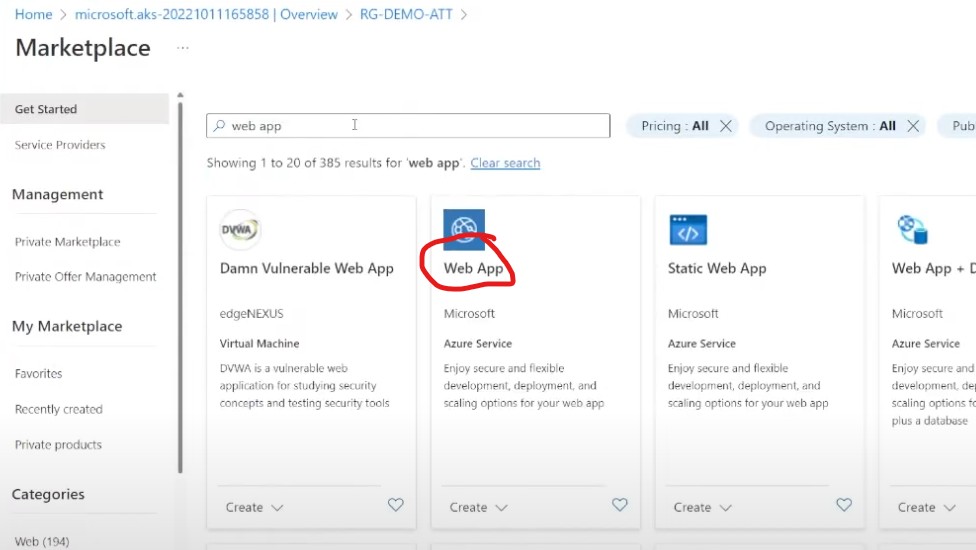 Home > microsoft.aks-20221011165858 | Overview > RG-DEMO-ATT >
Marketplace ...
Get Started
Service Providers
Management
Private Marketplace
Private Offer Management
My Marketplace
Favorites
Recently created
Private products
Categories
Web (194)
web app
Pricing : All
Operating System : All
Pub
Showing 1 to 20 of 385 results for 'web app'. Clear search
DVWA
Damn Vulnerable Web App
edgeNEXUS
Virtual Machine
DVWA is a vulnerable web
application for studying security
concepts and testing security tools
Create
Web App
Microsoft
Azure Service
Enjoy secure and flexible
development, deployment, and
scaling options for your web app
Create
Static Web App
Microsoft
Azure Service
Enjoy secure and flexible
development, deployment, and
scaling options for your web app
Create
Web App + D
Microsoft
Azure Service
Enjoy secure and
development, de
scaling options fo
plus a database
Create